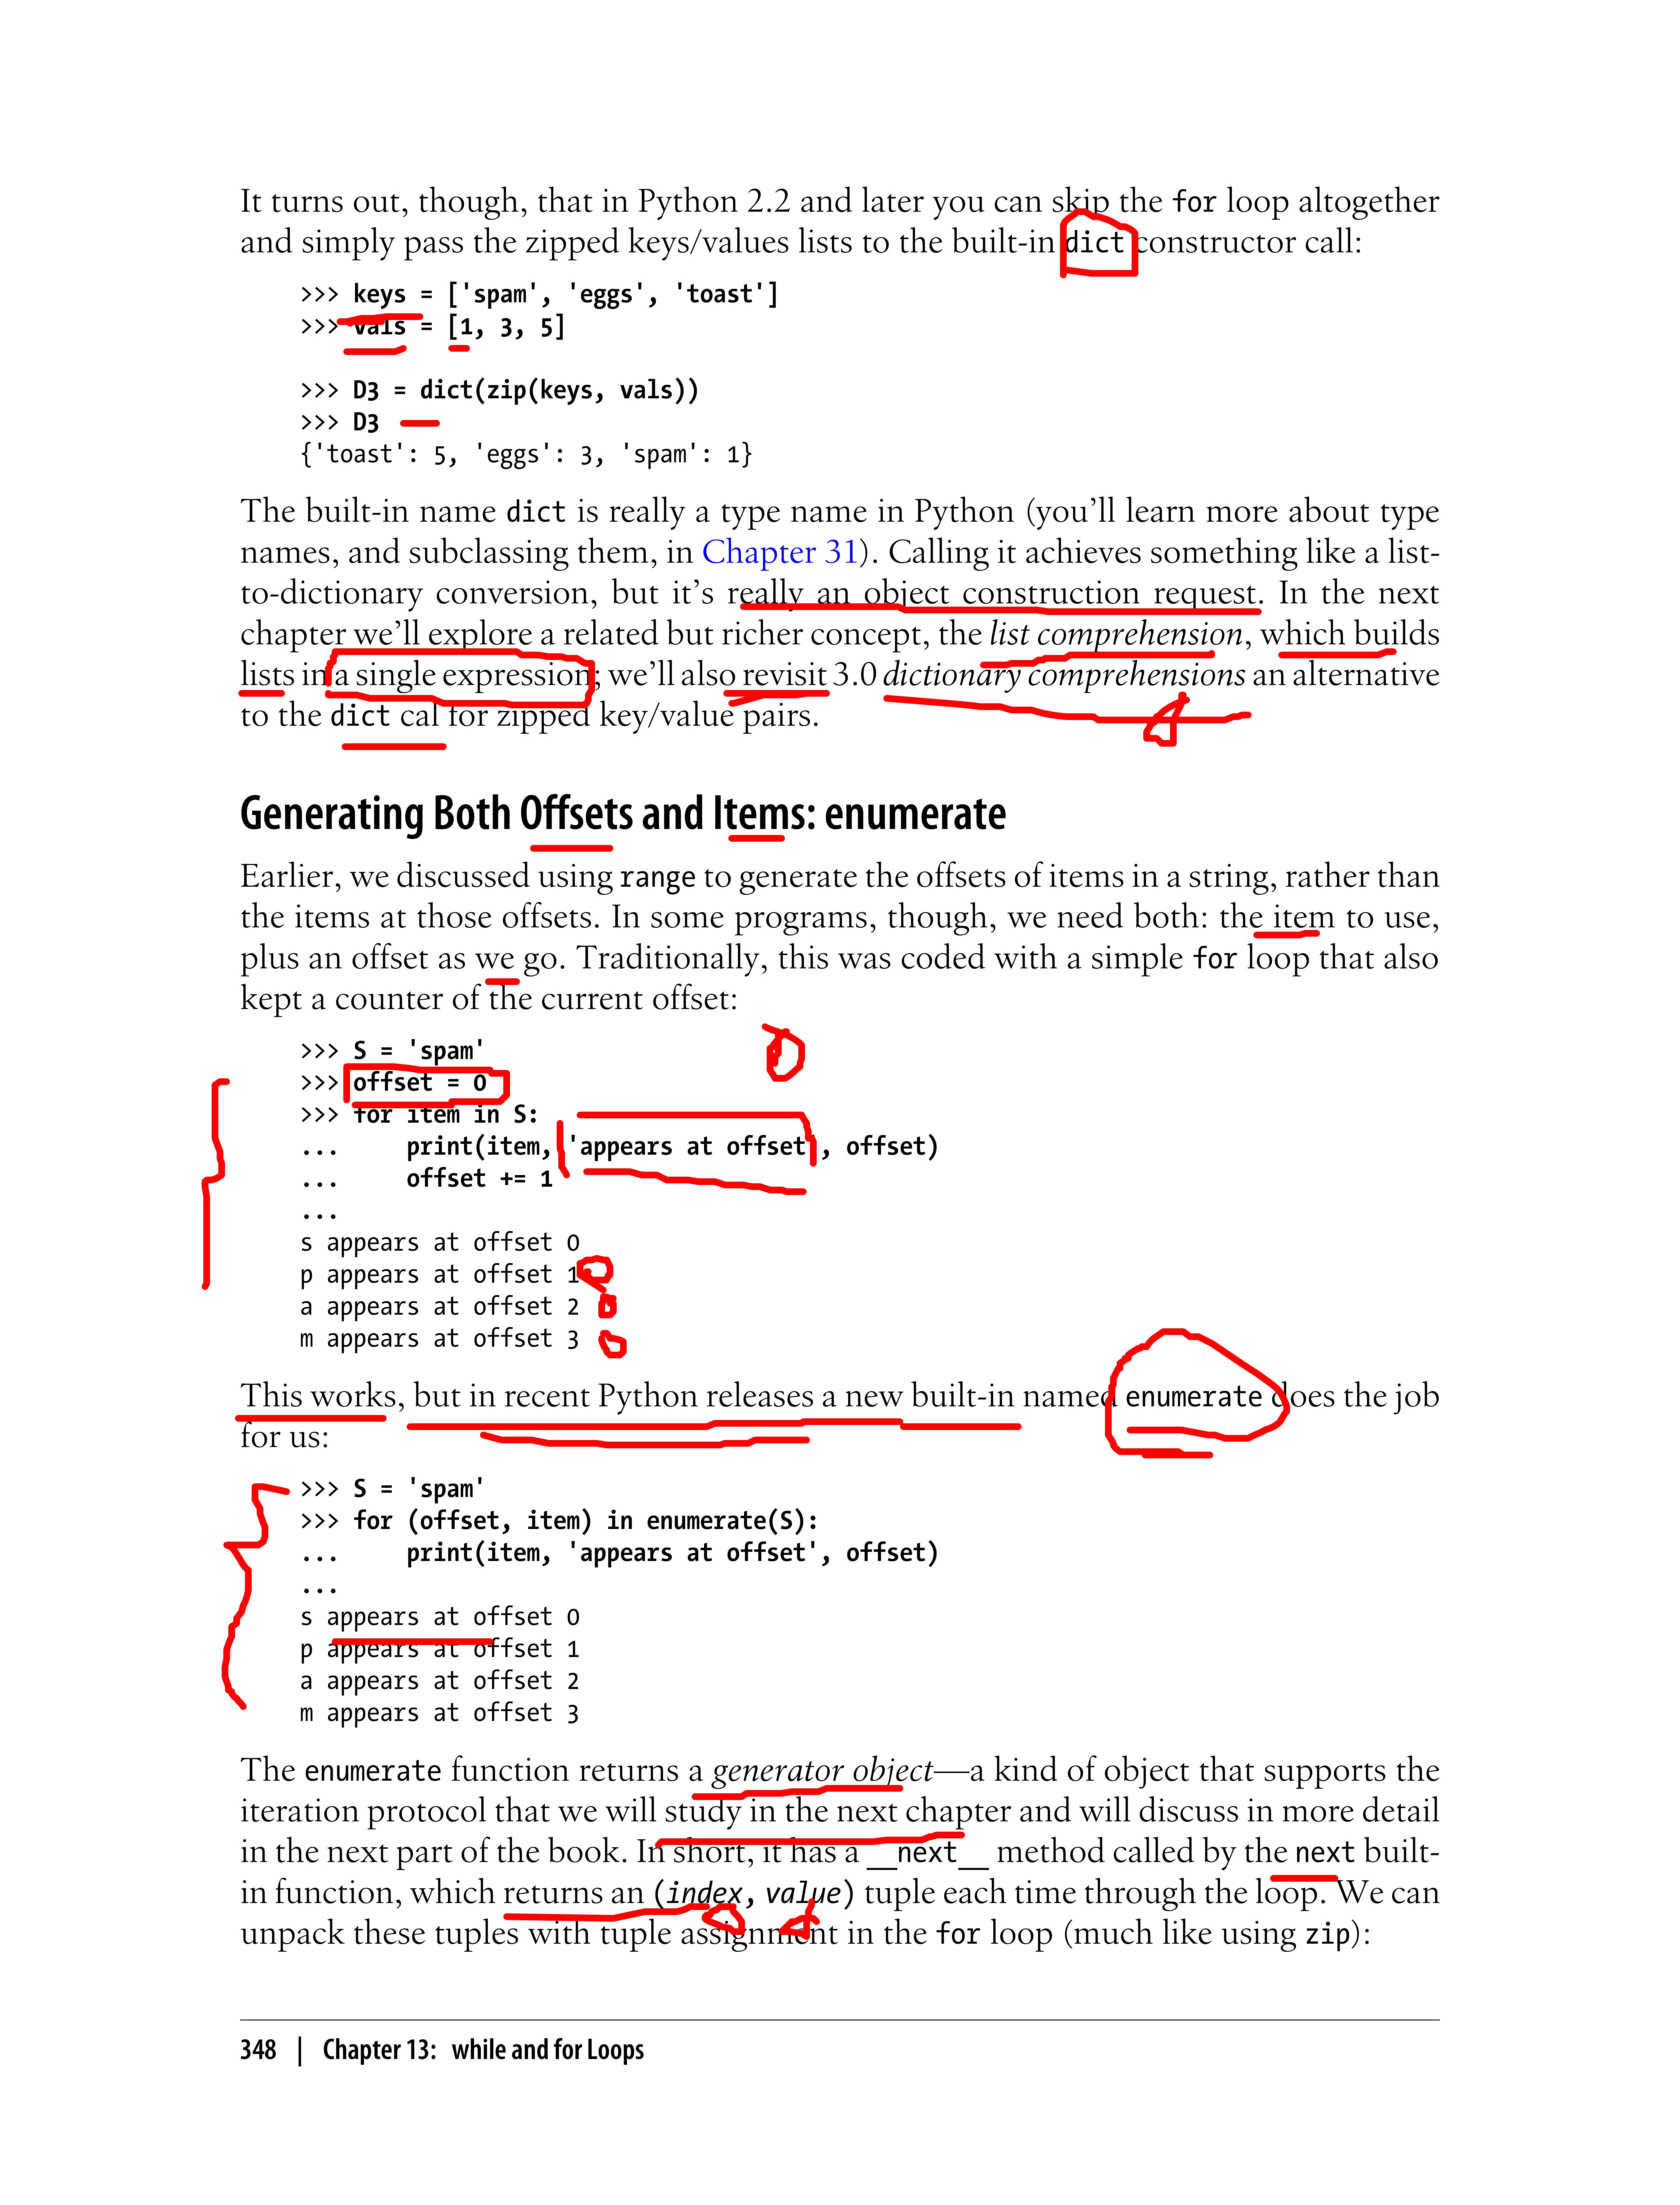 It turns out, though, that in Python 2.2 and later you can skip the for loop altogether
and simply pass the zipped keys/values lists to the built-in dict constructor call:
>>> keys = ['spam', 'eggs', 'toast']
>>> vals = [1, 3, 5]
>>> D3 = dict(zip(keys, vals))
>>> D3
{'toast': 5, 'eggs': 3, 'spam': 1}
The built-in name dict is really a type name in Python (you'll learn more about type
names, and subclassing them, in Chapter 31). Calling it achieves something like a list-
to-dictionary conversion, but it's really an object construction request. In the next
chapter we'll explore a related but richer concept, the list comprehension, which builds
lists in a single expression; we'll also revisit 3.0 dictionary comprehensions an alternative
to the dict cal for zipped key/value pairs.
Generating Both Offsets and Items: enumerate
Earlier, we discussed using range to generate the offsets of items in a string, rather than
the items at those offsets. In some programs, though, we need both: the item to use,
plus an offset as we go. Traditionally, this was coded with a simple for loop that also
kept a counter of the current offset:
>>> S = 'spam'
>>> offset = 0
>>> for item in S:
...     print(item, 'appears at offset', offset)
...     offset += 1
...
s appears at offset 0
p appears at offset 1
a appears at offset 2
m appears at offset 3
This works, but in recent Python releases a new built-in named enumerate does the job
for us:
>>> S = 'spam'
>>> for (offset, item) in enumerate(S):
...     print(item, 'appears at offset', offset)
...
s appears at offset 0
p appears at offset 1
a appears at offset 2
m appears at offset 3
The enumerate function returns a generator object—a kind of object that supports the
iteration protocol that we will study in the next chapter and will discuss in more detail
in the next part of the book. In short, it has a __next__ method called by the next built-
in function, which returns an (index, value) tuple each time through the loop. We can
unpack these tuples with tuple assignment in the for loop (much like using zip):
348 | Chapter 13: while and for Loops